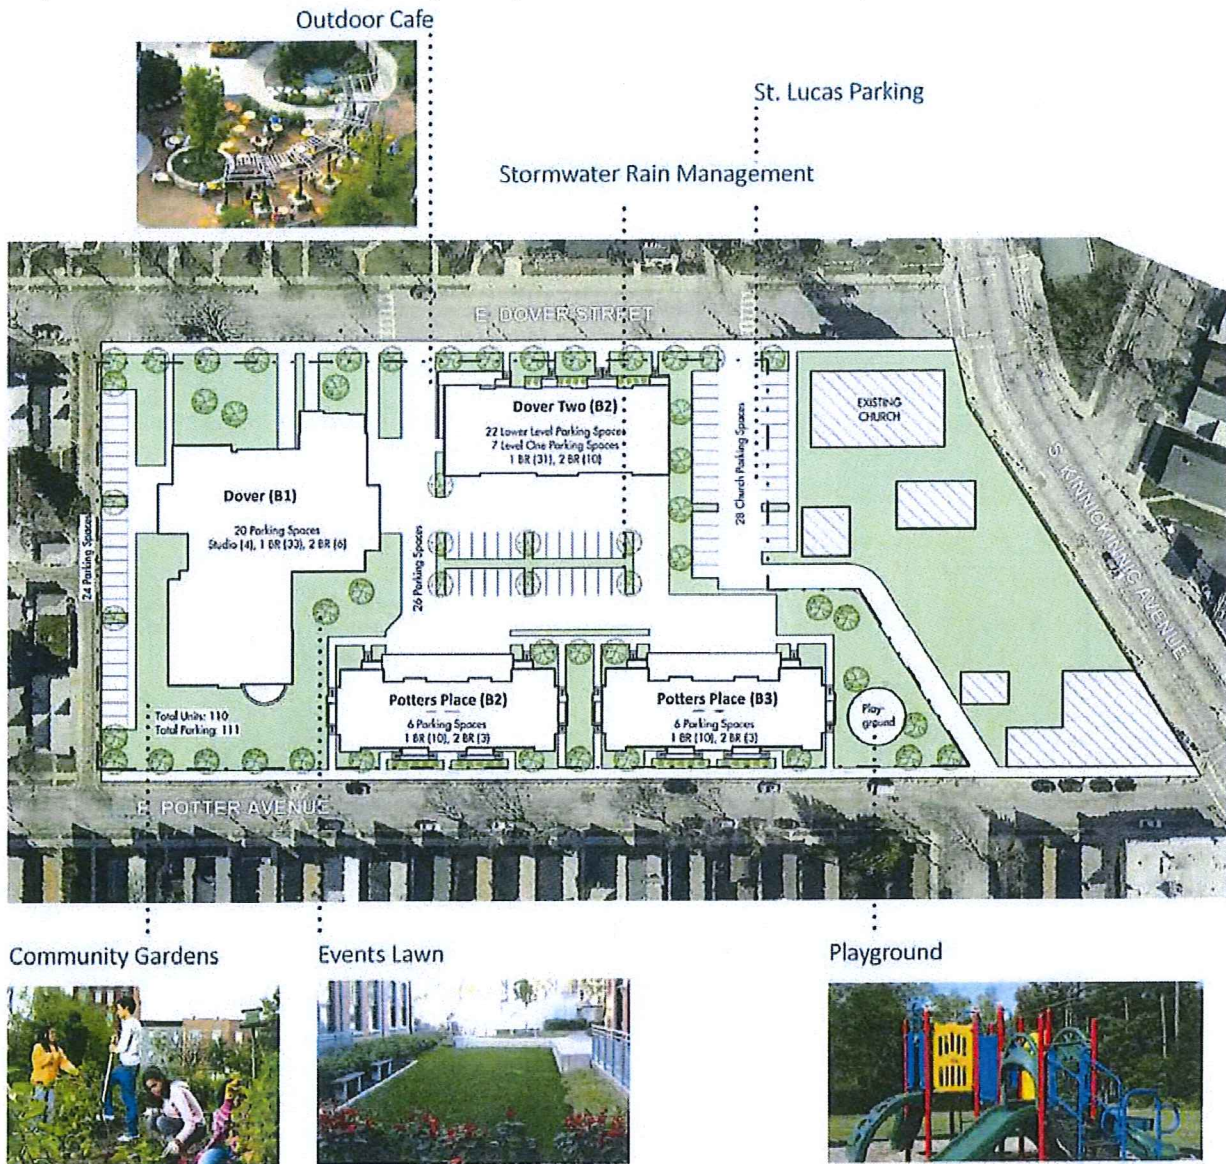 Outdoor Cafe
St. Lucas Parking
Stormwater Rain Management
E. DOVER STREET
EXISTING
CHURCH
Dover Two (B2)
22 Lower Level Parking Spaces
7 Level One Parking Spaces
1 BR (31), 2 BR (10)
Dover (B1)
20 Parking Spaces
Studio (4), 1 BR (33), 2 BR (6)
24 Parking Spaces
26 Parking Spaces
28 Church Parking Spaces
S. KINNICKINNIC AVENUE
Potters Place (B2)
6 Parking Spaces
1 BR (10), 2 BR (3)
Potters Place (B3)
6 Parking Spaces
1 BR (10), 2 BR (3)
Play-
ground
Total Units: 110
Total Parking: 111
E. POTTER AVENUE
Community Gardens
Events Lawn
Playground